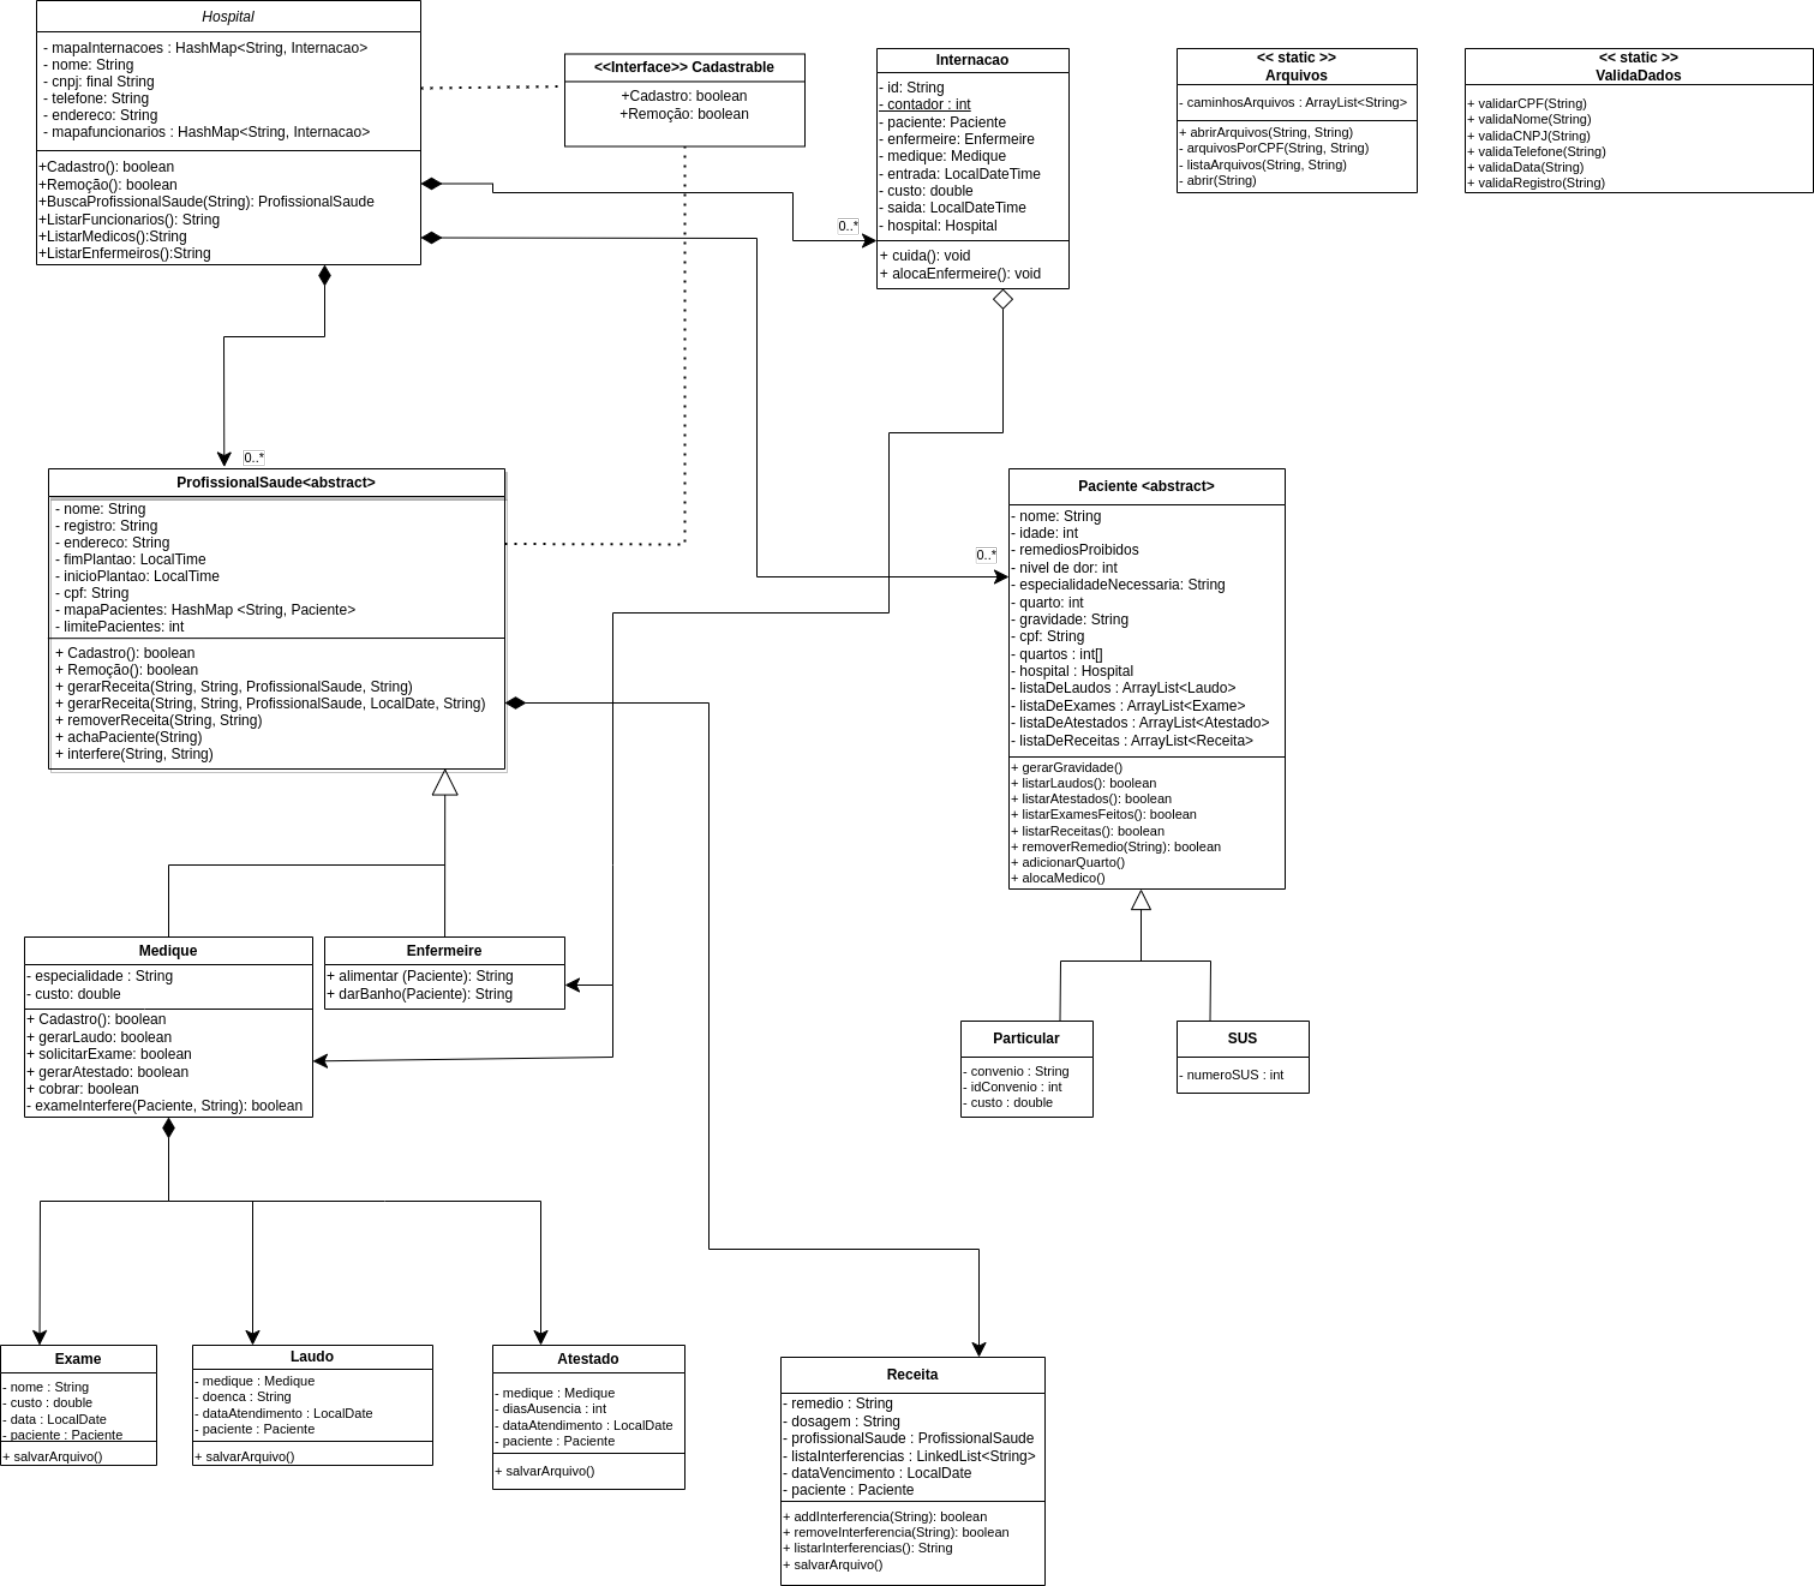 Hospital
- mapaInternacoes : HashMap<String, Internacao>
- nome: String
- cnpj: final String
- telefone: String
- endereco: String
- mapafuncionarios : HashMap<String, Internacao>
+Cadastro(): boolean
+Remoção(): boolean
+BuscaProfissionalSaude(String): ProfissionalSaude
+ListarFuncionarios(): String
+ListarMedicos():String
+ListarEnfermeiros():String
<<Interface>> Cadastrable
+Cadastro: boolean
+Remoção: boolean
Internacao
- id: String
- contador : int
- paciente: Paciente
- enfermeire: Enfermeire
- medique: Medique
- entrada: LocalDateTime
- custo: double
- saida: LocalDateTime
- hospital: Hospital
+ cuida(): void
+ alocaEnfermeire(): void
0..*
<< static >>
Arquivos
- caminhosArquivos : ArrayList<String>
+ abrirArquivos(String, String)
- arquivosPorCPF(String, String)
- listaArquivos(String, String)
- abrir(String)
<< static >>
ValidaDados
+ validarCPF(String)
+ validaNome(String)
+ validaCNPJ(String)
+ validaTelefone(String)
+ validaData(String)
+ validaRegistro(String)
0..*
ProfissionalSaude<abstract>
- nome: String
- registro: String
- endereco: String
- fimPlantao: LocalTime
- inicioPlantao: LocalTime
- cpf: String
- mapaPacientes: HashMap <String, Paciente>
- limitePacientes: int
+ Cadastro(): boolean
+ Remoção(): boolean
+ gerarReceita(String, String, ProfissionalSaude, String)
+ gerarReceita(String, String, ProfissionalSaude, LocalDate, String)
+ removerReceita(String, String)
+ achaPaciente(String)
+ interfere(String, String)
0..*
Paciente <abstract>
- nome: String
- idade: int
- remediosProibidos
- nivel de dor: int
- especialidadeNecessaria: String
- quarto: int
- gravidade: String
- cpf: String
- quartos : int[]
- hospital : Hospital
- listaDeLaudos : ArrayList<Laudo>
- listaDeExames : ArrayList<Exame>
- listaDeAtestados : ArrayList<Atestado>
- listaDeReceitas : ArrayList<Receita>
+ gerarGravidade()
+ listarLaudos(): boolean
+ listarAtestados(): boolean
+ listarExamesFeitos(): boolean
+ listarReceitas(): boolean
+ removerRemedio(String): boolean
+ adicionarQuarto()
+ alocaMedico()
Medique
- especialidade : String
- custo: double
+ Cadastro(): boolean
+ gerarLaudo: boolean
+ solicitarExame: boolean
+ gerarAtestado: boolean
+ cobrar: boolean
- exameInterfere(Paciente, String): boolean
Enfermeire
+ alimentar (Paciente): String
+ darBanho(Paciente): String
Particular
- convenio : String
- idConvenio : int
- custo : double
SUS
- numeroSUS : int
Exame
- nome : String
- custo : double
- data : LocalDate
- paciente : Paciente
+ salvarArquivo()
Laudo
- medique : Medique
- doenca : String
- dataAtendimento : LocalDate
- paciente : Paciente
+ salvarArquivo()
Atestado
- medique : Medique
- diasAusencia : int
- dataAtendimento : LocalDate
- paciente : Paciente
+ salvarArquivo()
Receita
- remedio : String
- dosagem : String
- profissionalSaude : ProfissionalSaude
- listaInterferencias : LinkedList<String>
- dataVencimento : LocalDate
- paciente : Paciente
+ addInterferencia(String): boolean
+ removeInterferencia(String): boolean
+ listarInterferencias(): String
+ salvarArquivo()